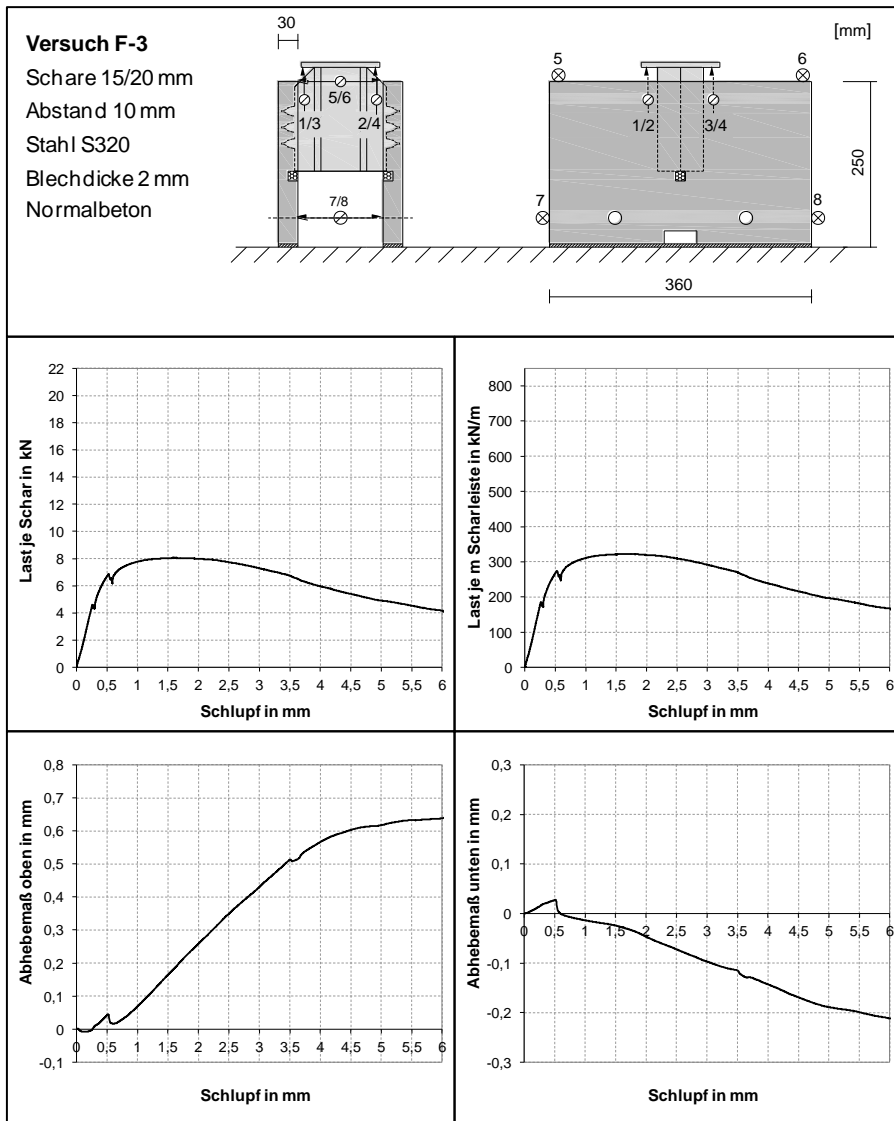 Versuch F-3
Schare 15/20 mm
Abstand 10 mm
Stahl S320
Blechdicke 2 mm
Normalbeton
30
5/6
1/3
2/4
7/8
[mm]
5
6
1/2
3/4
7
8
250
360
Last je Schar in kN
22
20
18
16
14
12
10
8
6
4
2
0
0 0,5 1 1,5 2 2,5 3 3,5 4 4,5 5 5,5 6
Schlupf in mm
Last je m Scharleiste in kN/m
800
700
600
500
400
300
200
100
0
0 0,5 1 1,5 2 2,5 3 3,5 4 4,5 5 5,5 6
Schlupf in mm
Abhebemaß oben in mm
0,8
0,7
0,6
0,5
0,4
0,3
0,2
0,1
0
-0,1
0 0,5 1 1,5 2 2,5 3 3,5 4 4,5 5 5,5 6
Schlupf in mm
Abhebemaß unten in mm
0,3
0,2
0,1
0
-0,1
-0,2
-0,3
0 0,5 1 1,5 2 2,5 3 3,5 4 4,5 5 5,5 6
Schlupf in mm